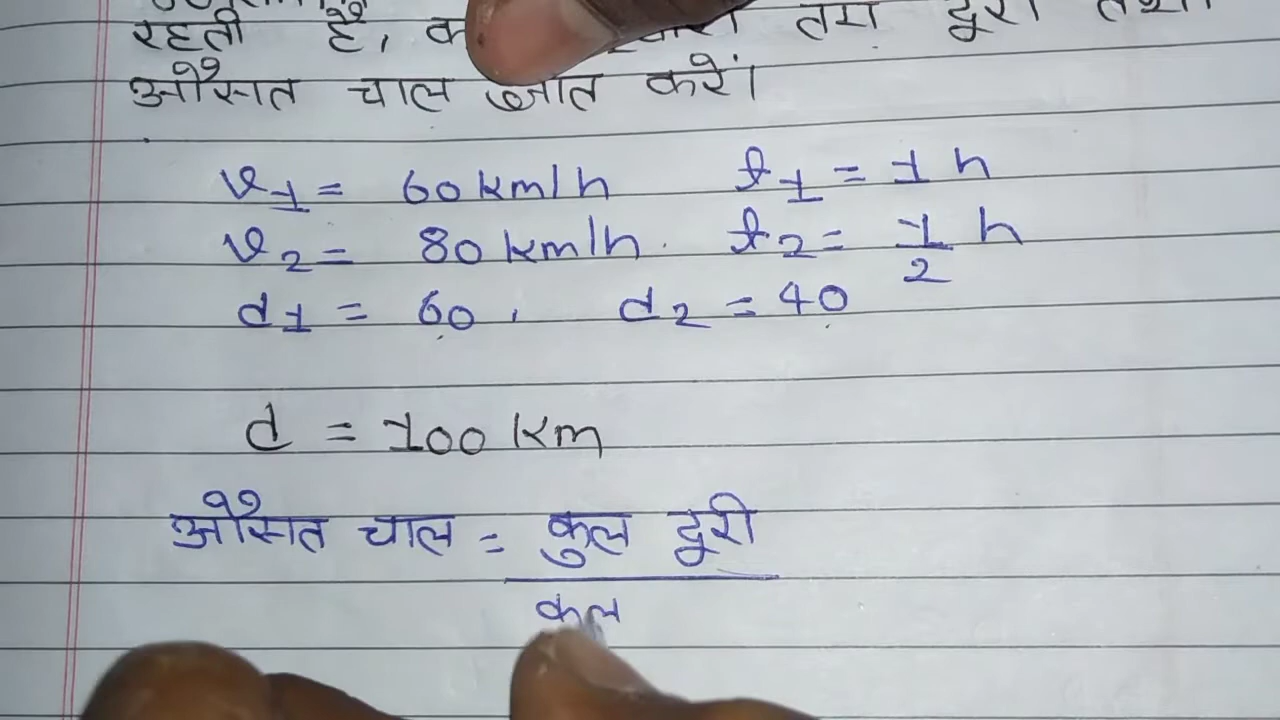 रहती है, तय दूरी तथा
औसत चाल ज्ञात करें।
v1 = 60 km/h t1 = 1 h
v2 = 80 km/h. t2 = 1/2 h
d1 = 60, d2 = 40
d = 100 km
औसत चाल = कुल दूरी
कुल